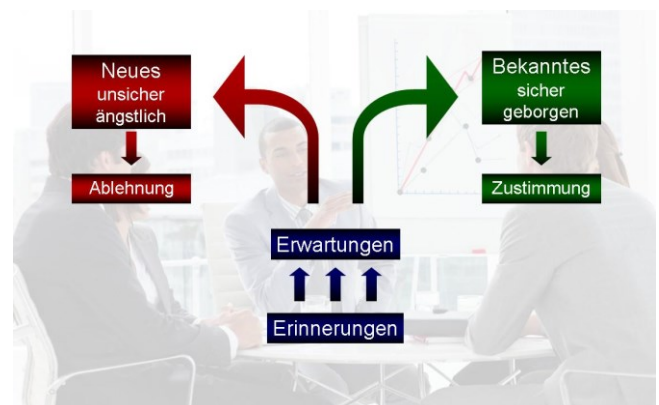 Neues
unsicher
ängstlich
Ablehnung
Bekanntes
sicher
geborgen
Zustimmung
Erwartungen
Erinnerungen